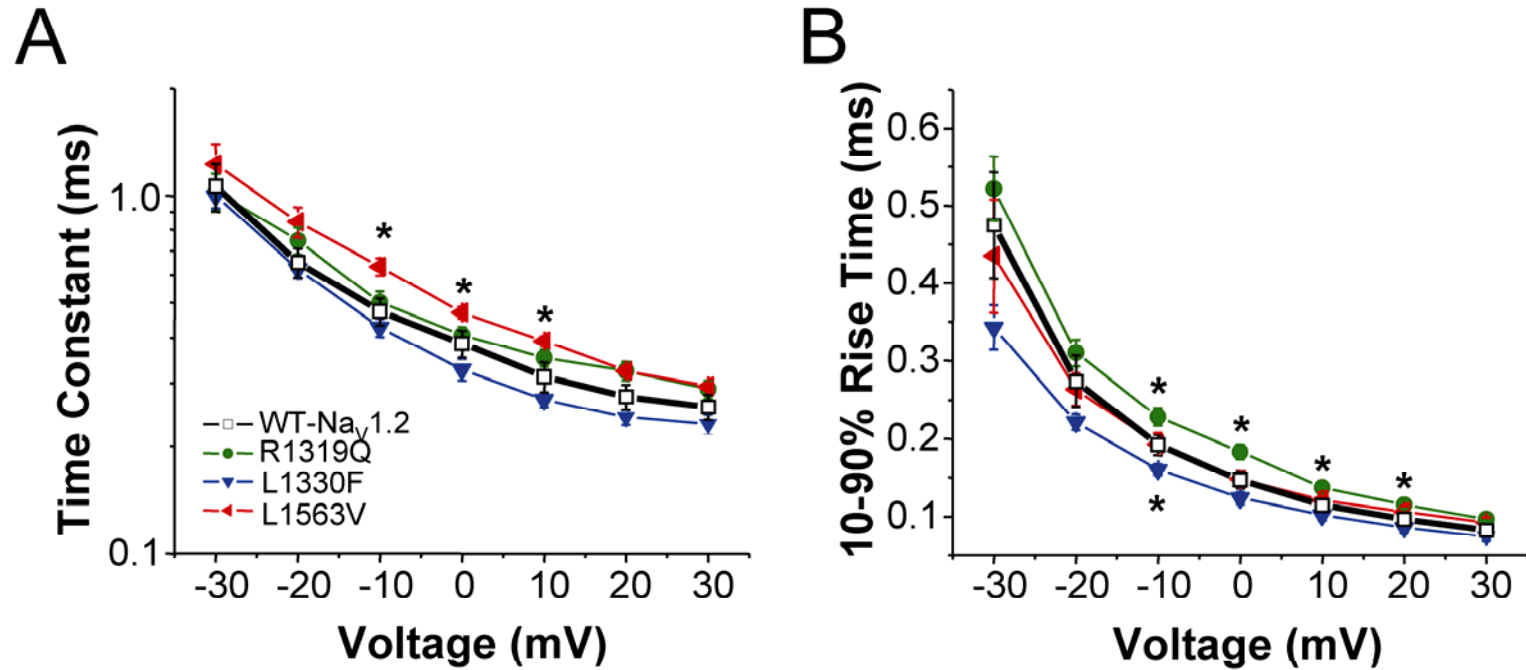 A
Time Constant (ms)
1.0
0.1
*
*
*
WT-NaV1.2
R1319Q
L1330F
L1563V
-30 -20 -10 0 10 20 30
Voltage (mV)
B
10-90% Rise Time (ms)
0.6
0.5
0.4
0.3
0.2
0.1
*
*
*
*
*
-30 -20 -10 0 10 20 30
Voltage (mV)